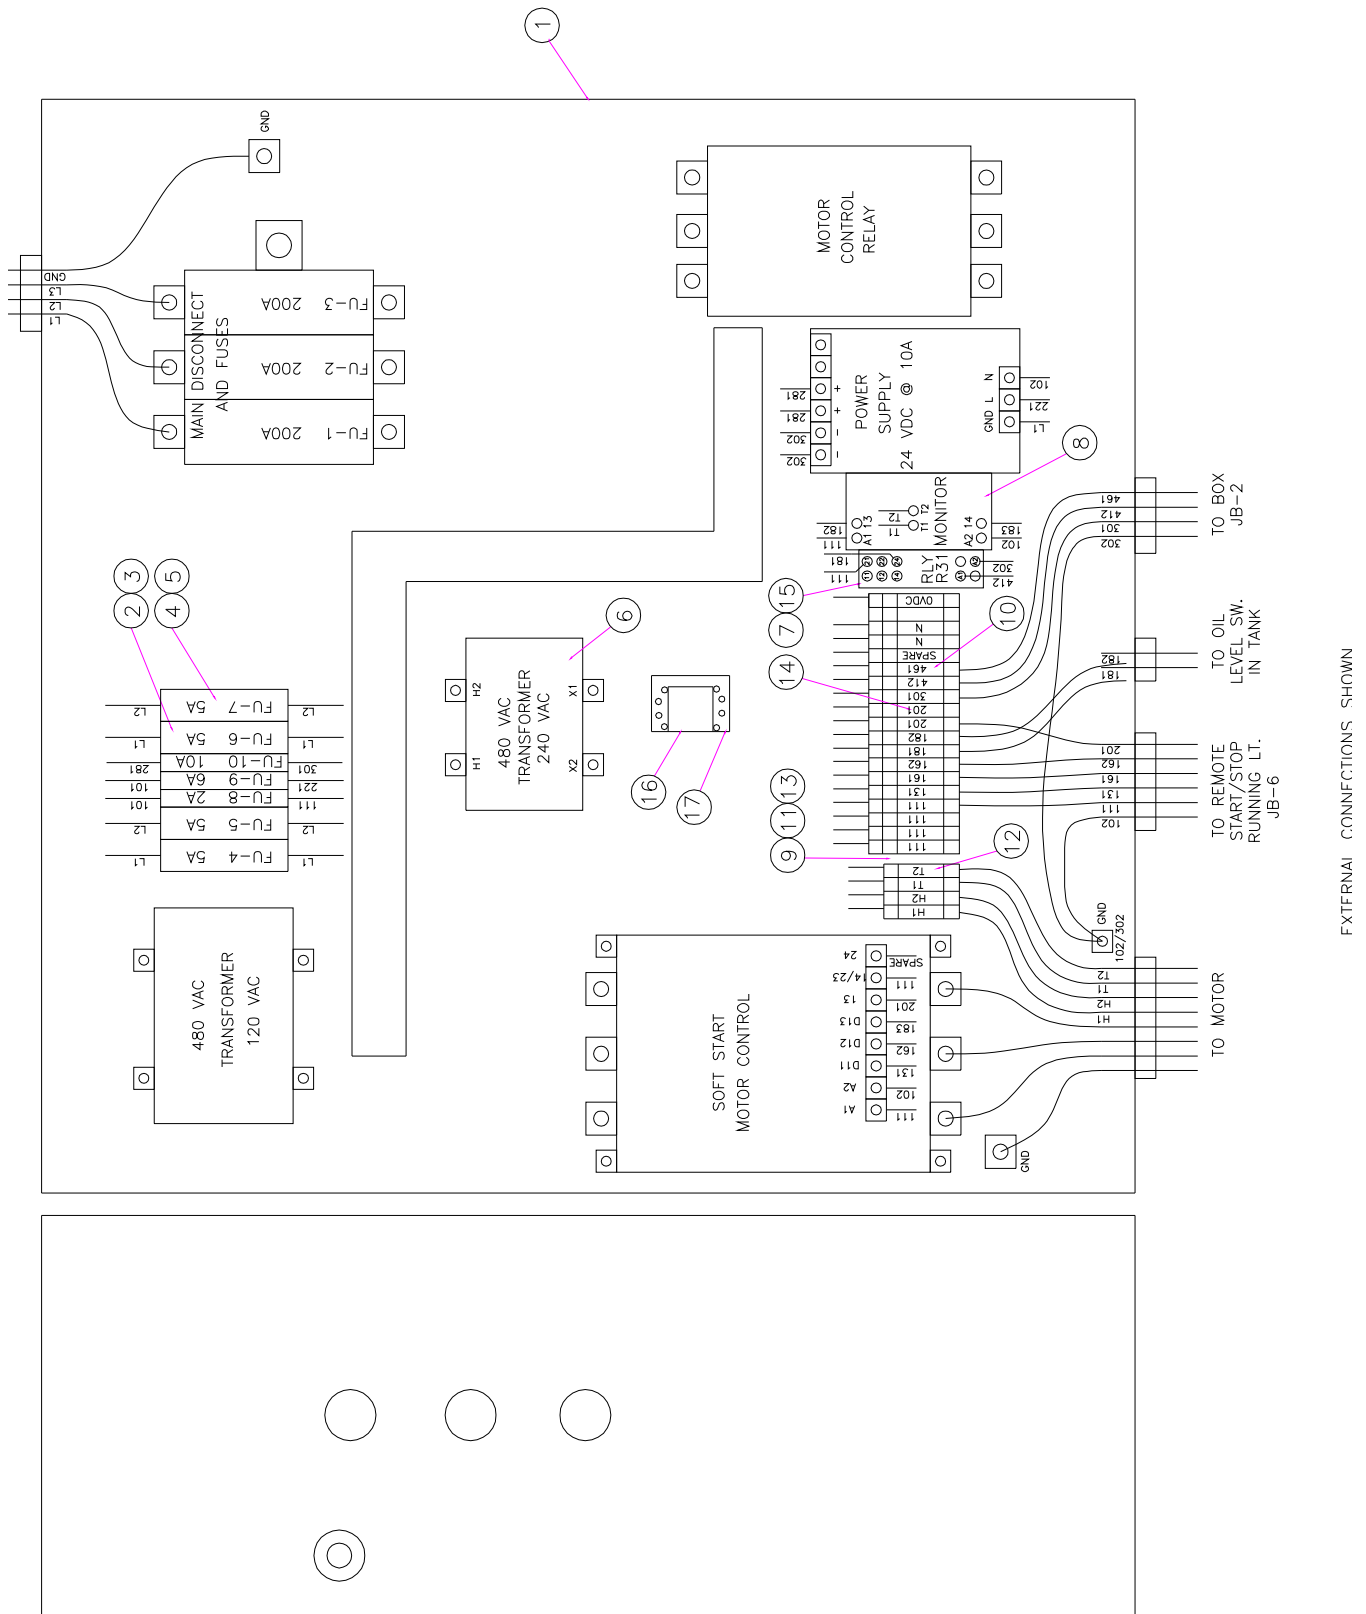 1
GND
GND
L3
L2
L1
MAIN DISCONNECT
AND FUSES
FU-3 200A
FU-2 200A
FU-1 200A
MOTOR
CONTROL
RELAY
POWER
SUPPLY
24 VDC @ 10A
281
281
302
302
+
+
-
-
GND L N
102
221
L1
8
MONITOR
182
111
A1 13
T2
T1
T1 T2
A2 14
183
102
RLY
R31
181
111
11
21
12
22
14
24
A1
A2
302
412
7
15
0VDC
N
N
SPARE
461
412
301
201
201
182
181
162
161
131
111
111
111
111
10
14
9
11
13
12
T2
T1
H2
H1
2
3
4
5
L2 FU-7 5A L2
L1 FU-6 5A L1
281 FU-10 10A 301
101 FU-9 6A 221
101 FU-8 2A 111
L2 FU-5 5A L2
L1 FU-4 5A L1
480 VAC
TRANSFORMER
240 VAC
H2
H1
X1
X2
6
16
17
480 VAC
TRANSFORMER
120 VAC
SOFT START
MOTOR CONTROL
24
14/23
13
D13
D12
D11
A2
A1
SPARE
111
201
183
162
131
102
111
GND
GND
102/302
461
412
301
302
TO BOX
JB-2
182
181
TO OIL
LEVEL SW.
IN TANK
201
162
161
131
111
102
TO REMOTE
START/STOP
RUNNING LT.
JB-6
T2
T1
H2
H1
TO MOTOR
EXTERNAL CONNECTIONS SHOWN